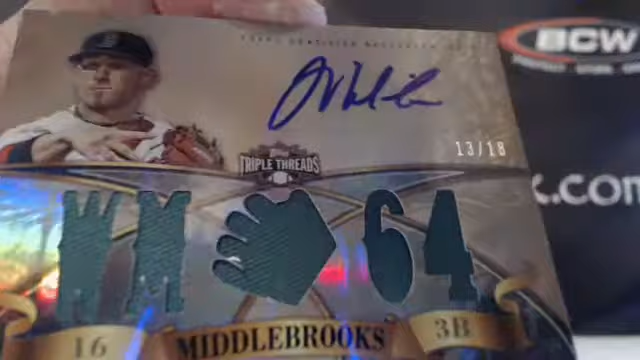 BCW
13/18
TRIPLE THREADS
.com
WM 64
16 MIDDLEBROOKS 3B